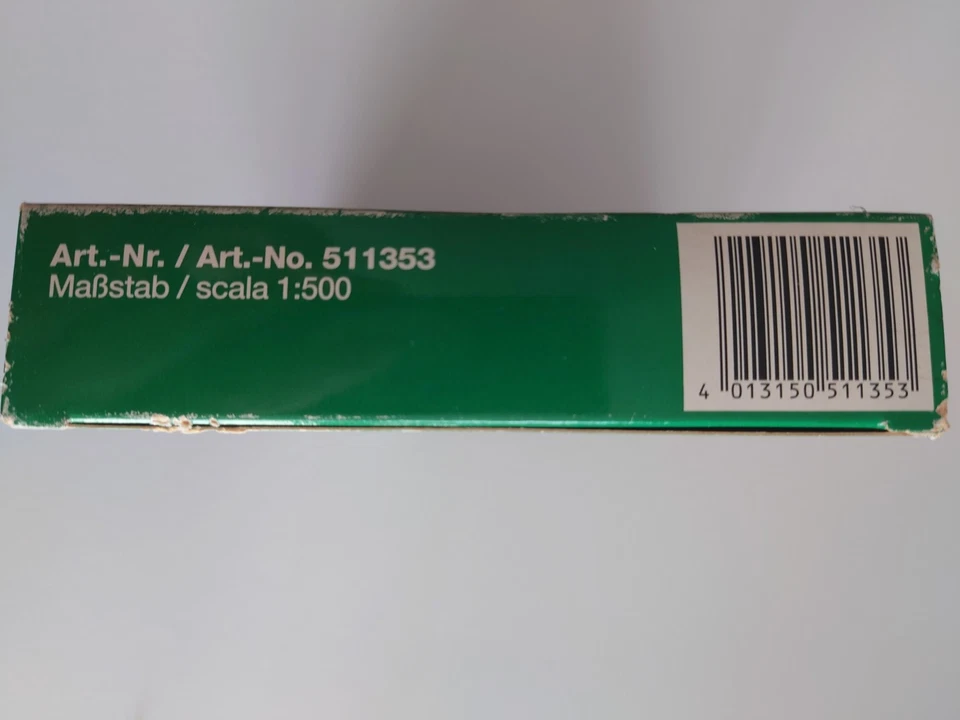 Art.-Nr. / Art.-No. 511353
Maßstab / scala 1:500
4 013150 511353